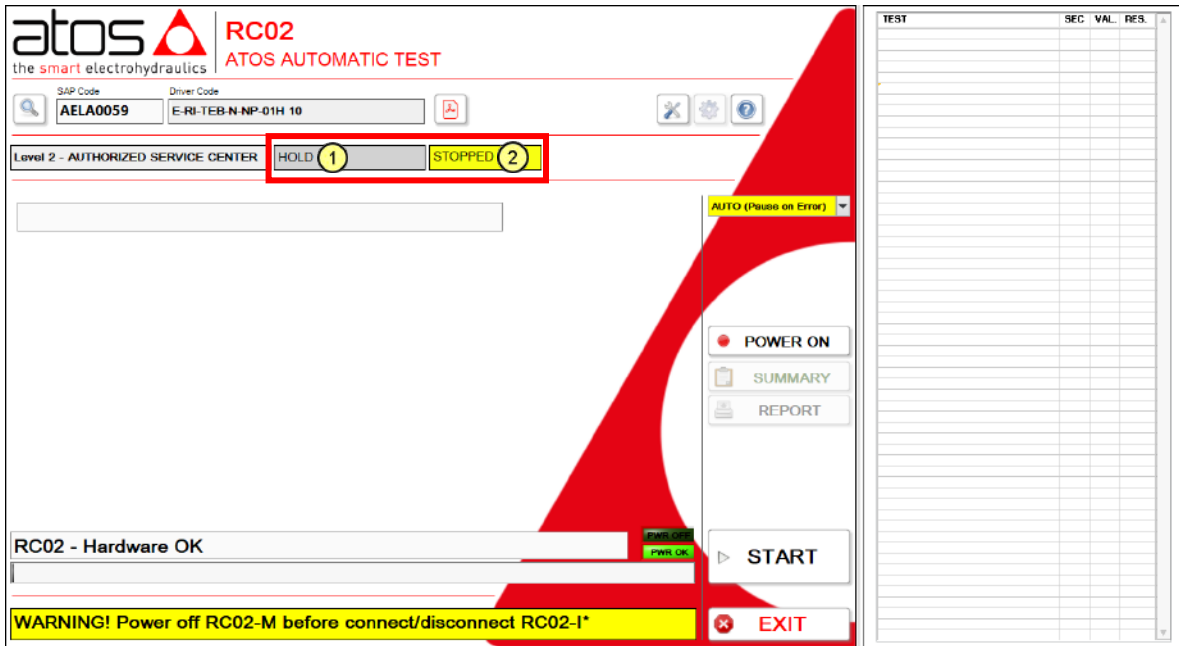 atos
the smart electrohydraulics
RC02
ATOS AUTOMATIC TEST
SAP Code
Driver Code
AELA0059
E-RI-TEB-N-NP-01H 10
Level 2 - AUTHORIZED SERVICE CENTER
HOLD 1
STOPPED 2
AUTO (Pause on Error)
POWER ON
SUMMARY
REPORT
RC02 - Hardware OK
PWR OFF
PWR OK
START
WARNING! Power off RC02-M before connect/disconnect RC02-I*
EXIT
TEST SEC VAL. RES.